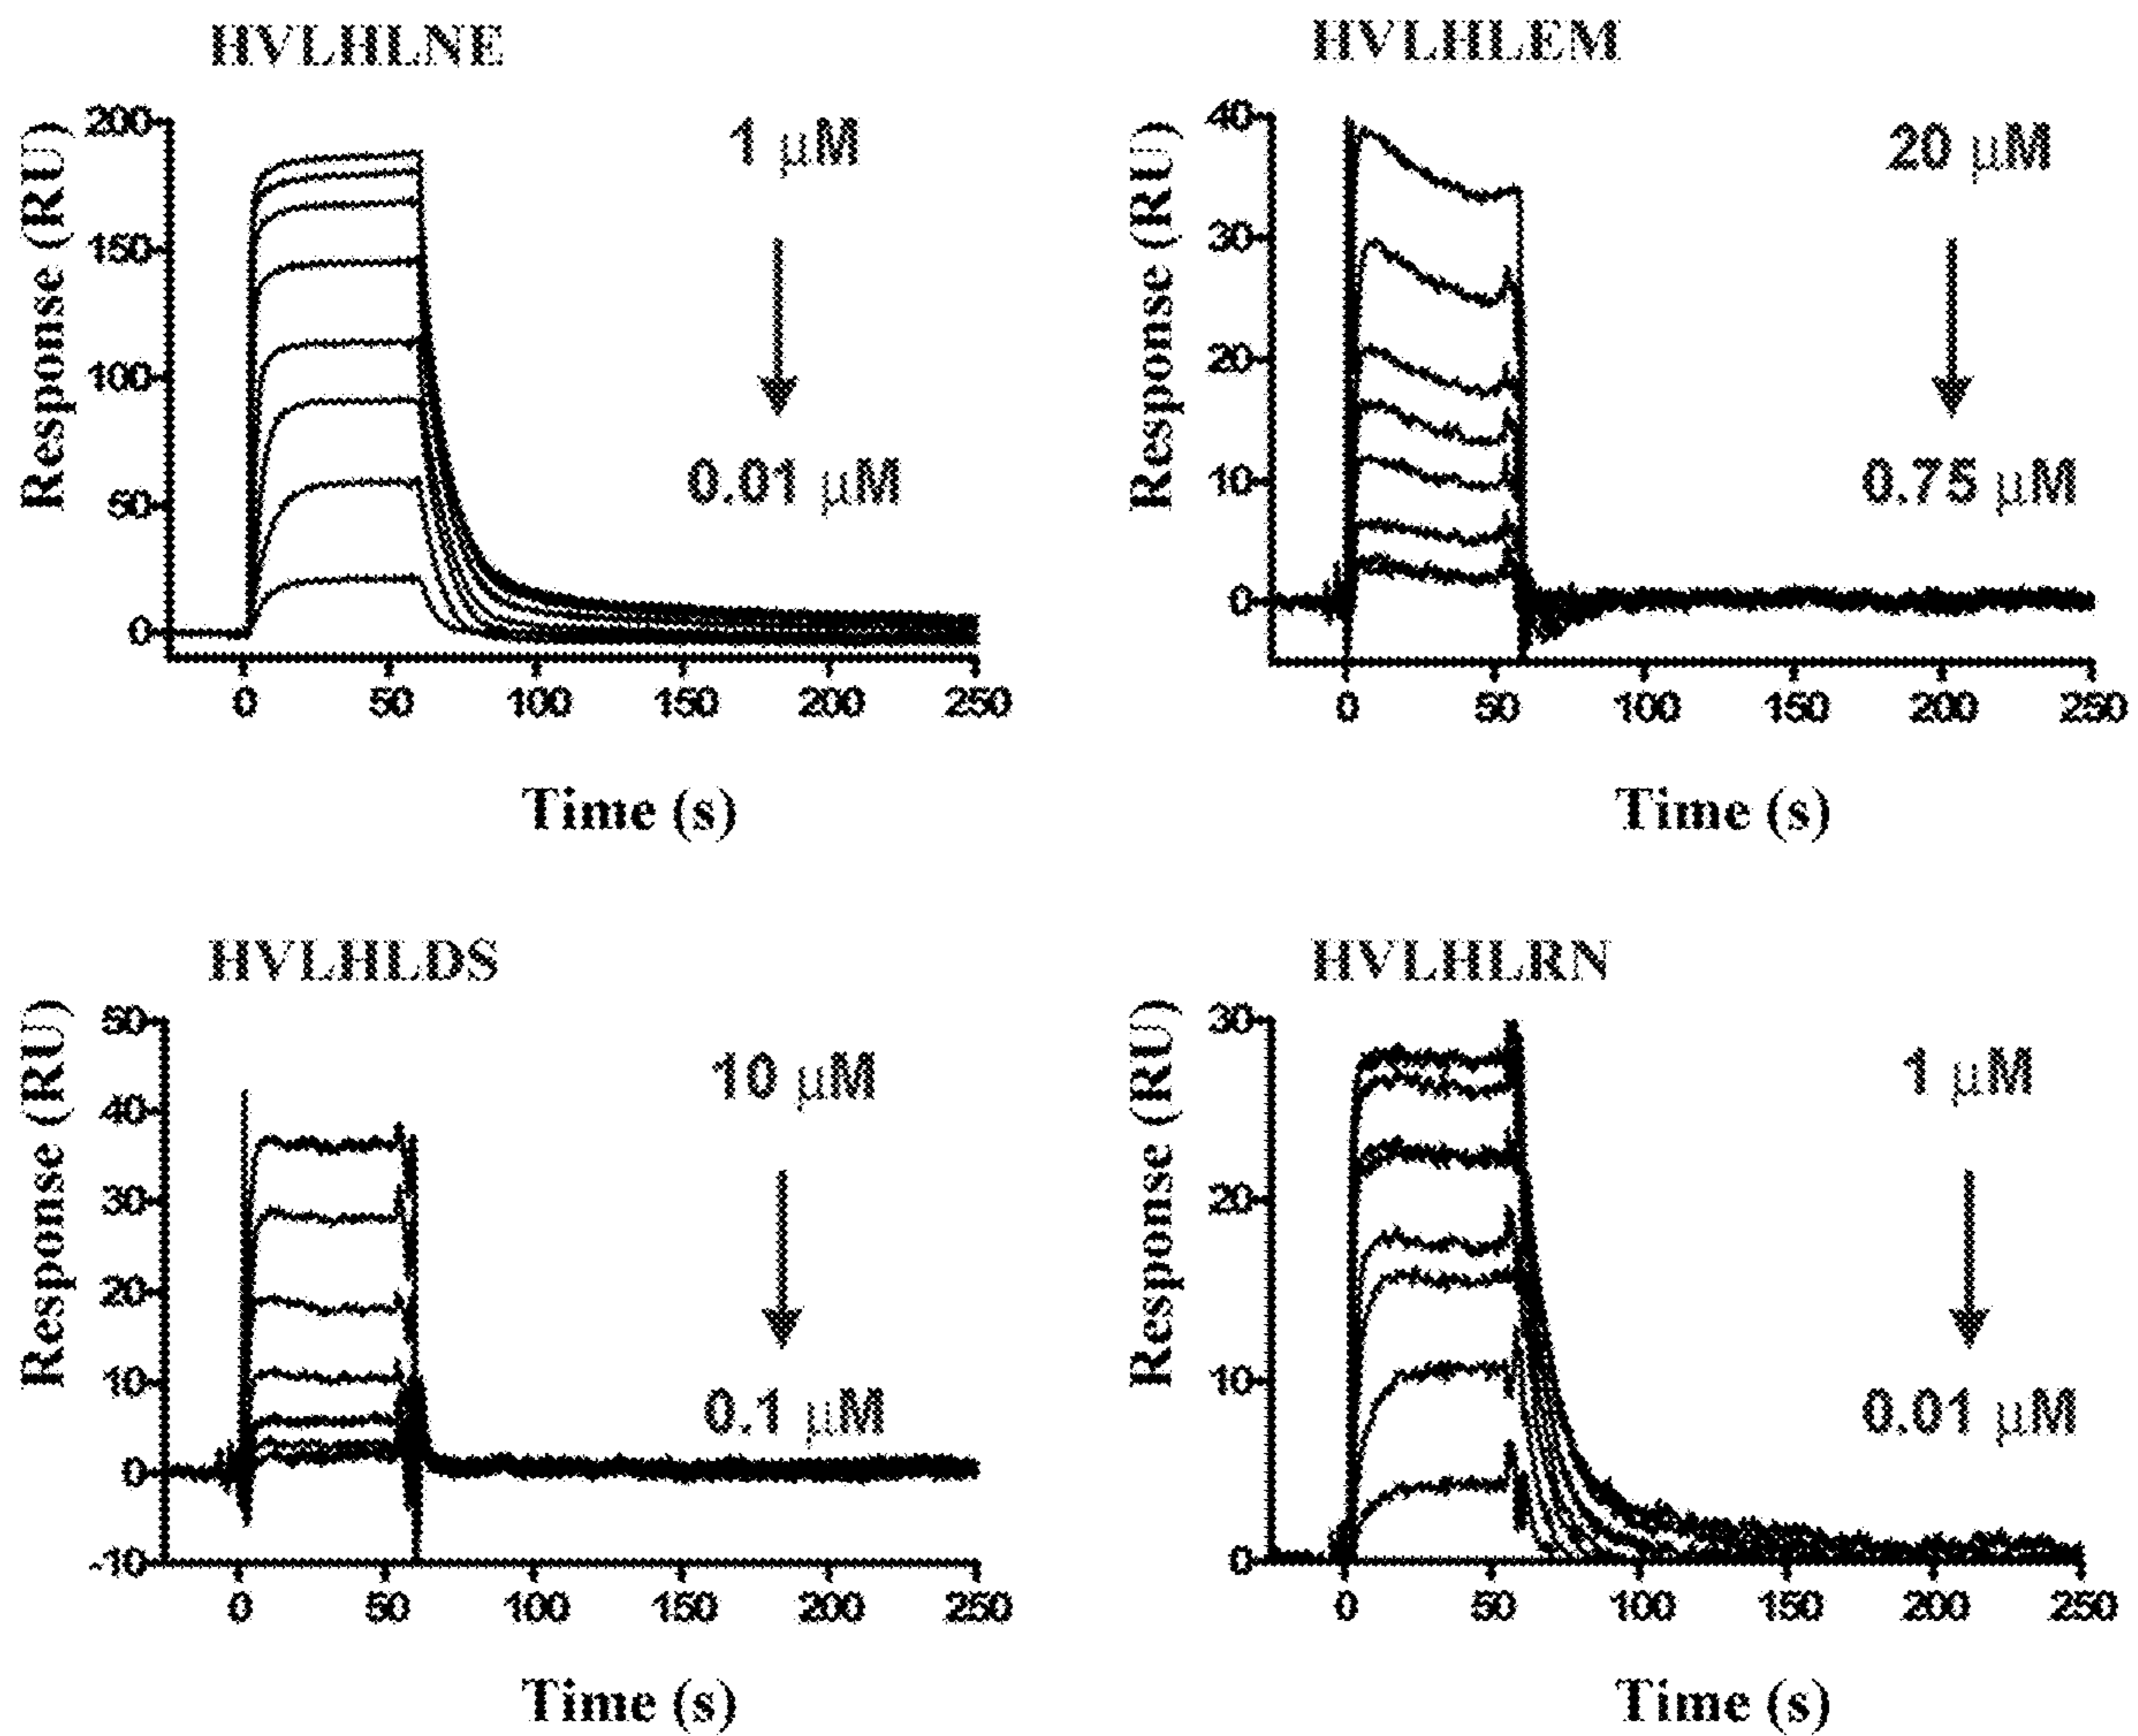 HVLHLNE
Response (RU)
200
150
100
50
0
1 μM
0.01 μM
0 50 100 150 200 250
Time (s)
HVLHLEM
Response (RU)
40
30
20
10
0
20 μM
0.75 μM
0 50 100 150 200 250
Time (s)
HVLHLDS
Response (RU)
50
40
30
20
10
0
-10
10 μM
0.1 μM
0 50 100 150 200 250
Time (s)
HVLHLRN
Response (RU)
30
20
10
0
1 μM
0.01 μM
0 50 100 150 200 250
Time (s)